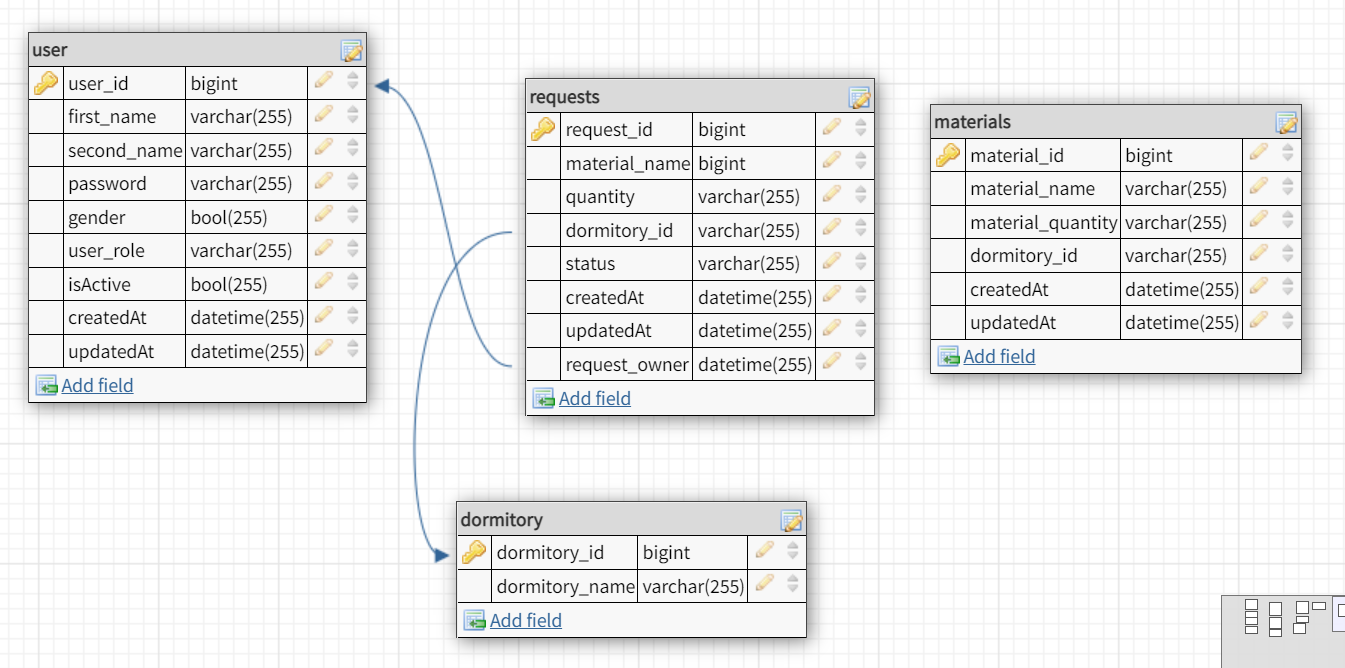 user
user_id bigint
first_name varchar(255)
second_name varchar(255)
password varchar(255)
gender bool(255)
user_role varchar(255)
isActive bool(255)
createdAt datetime(255)
updatedAt datetime(255)
Add field
requests
request_id bigint
material_name bigint
quantity varchar(255)
dormitory_id varchar(255)
status varchar(255)
createdAt datetime(255)
updatedAt datetime(255)
request_owner datetime(255)
Add field
materials
material_id bigint
material_name varchar(255)
material_quantity varchar(255)
dormitory_id varchar(255)
createdAt datetime(255)
updatedAt datetime(255)
Add field
dormitory
dormitory_id bigint
dormitory_name varchar(255)
Add field